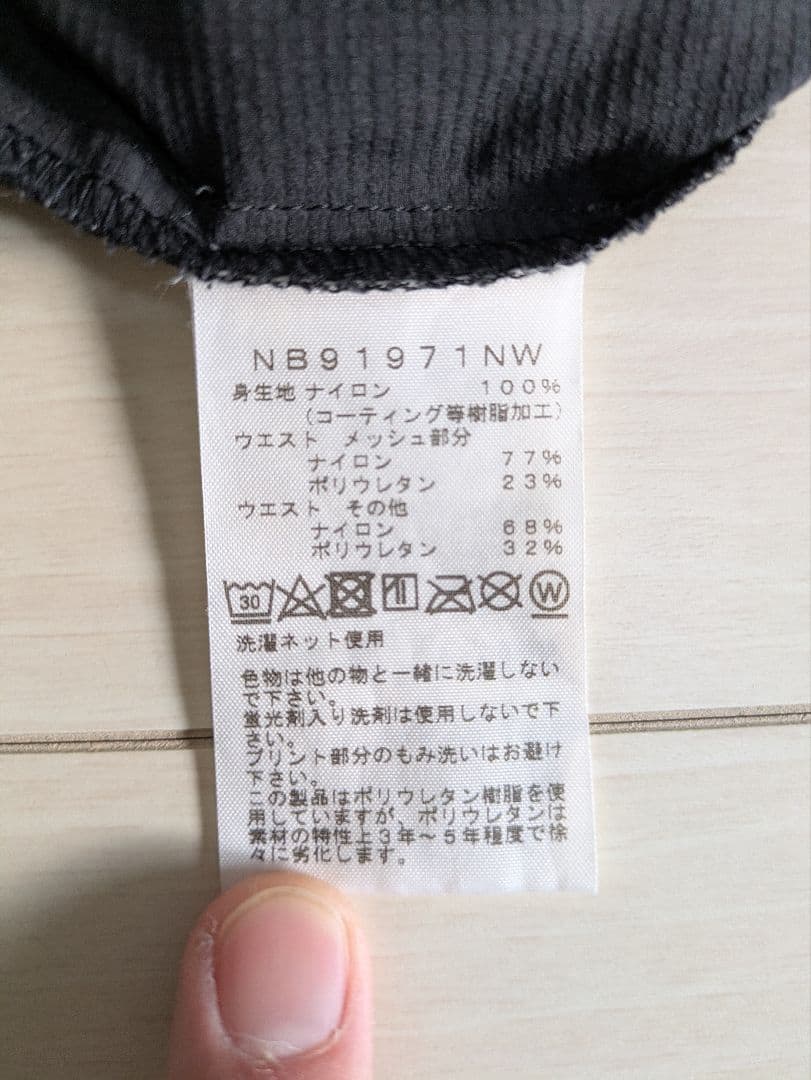 NB91971NW
身生地 ナイロン 100%
(コーティング等樹脂加工)
ウエスト メッシュ部分
ナイロン 77%
ポリウレタン 23%
ウエスト その他
ナイロン 68%
ポリウレタン 32%
30 W
洗濯ネット使用
色物は他の物と一緒に洗濯しない
で下さい。
蛍光剤入り洗剤は使用しないで下
さい。
プリント部分のもみ洗いはお避け
下さい。
この製品はポリウレタン樹脂を使
用していますが、ポリウレタンは
素材の特性上3年～5年程度で徐
々に劣化します。